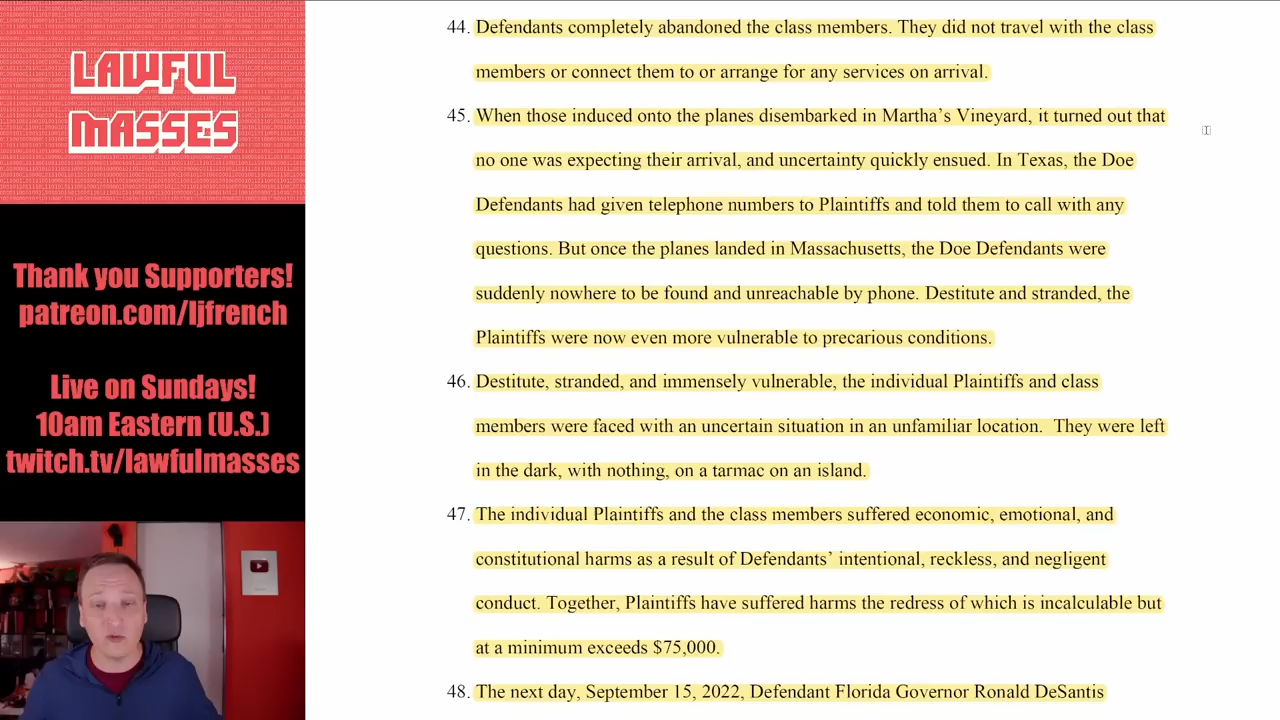 LAWFUL
MASSES
Thank you Supporters!
patreon.com/ljfrench
Live on Sundays!
10am Eastern (U.S.)
twitch.tv/lawfulmasses
44. Defendants completely abandoned the class members. They did not travel with the class
members or connect them to or arrange for any services on arrival.
45. When those induced onto the planes disembarked in Martha’s Vineyard, it turned out that
no one was expecting their arrival, and uncertainty quickly ensued. In Texas, the Doe
Defendants had given telephone numbers to Plaintiffs and told them to call with any
questions. But once the planes landed in Massachusetts, the Doe Defendants were
suddenly nowhere to be found and unreachable by phone. Destitute and stranded, the
Plaintiffs were now even more vulnerable to precarious conditions.
46. Destitute, stranded, and immensely vulnerable, the individual Plaintiffs and class
members were faced with an uncertain situation in an unfamiliar location. They were left
in the dark, with nothing, on a tarmac on an island.
47. The individual Plaintiffs and the class members suffered economic, emotional, and
constitutional harms as a result of Defendants’ intentional, reckless, and negligent
conduct. Together, Plaintiffs have suffered harms the redress of which is incalculable but
at a minimum exceeds $75,000.
48. The next day, September 15, 2022, Defendant Florida Governor Ronald DeSantis